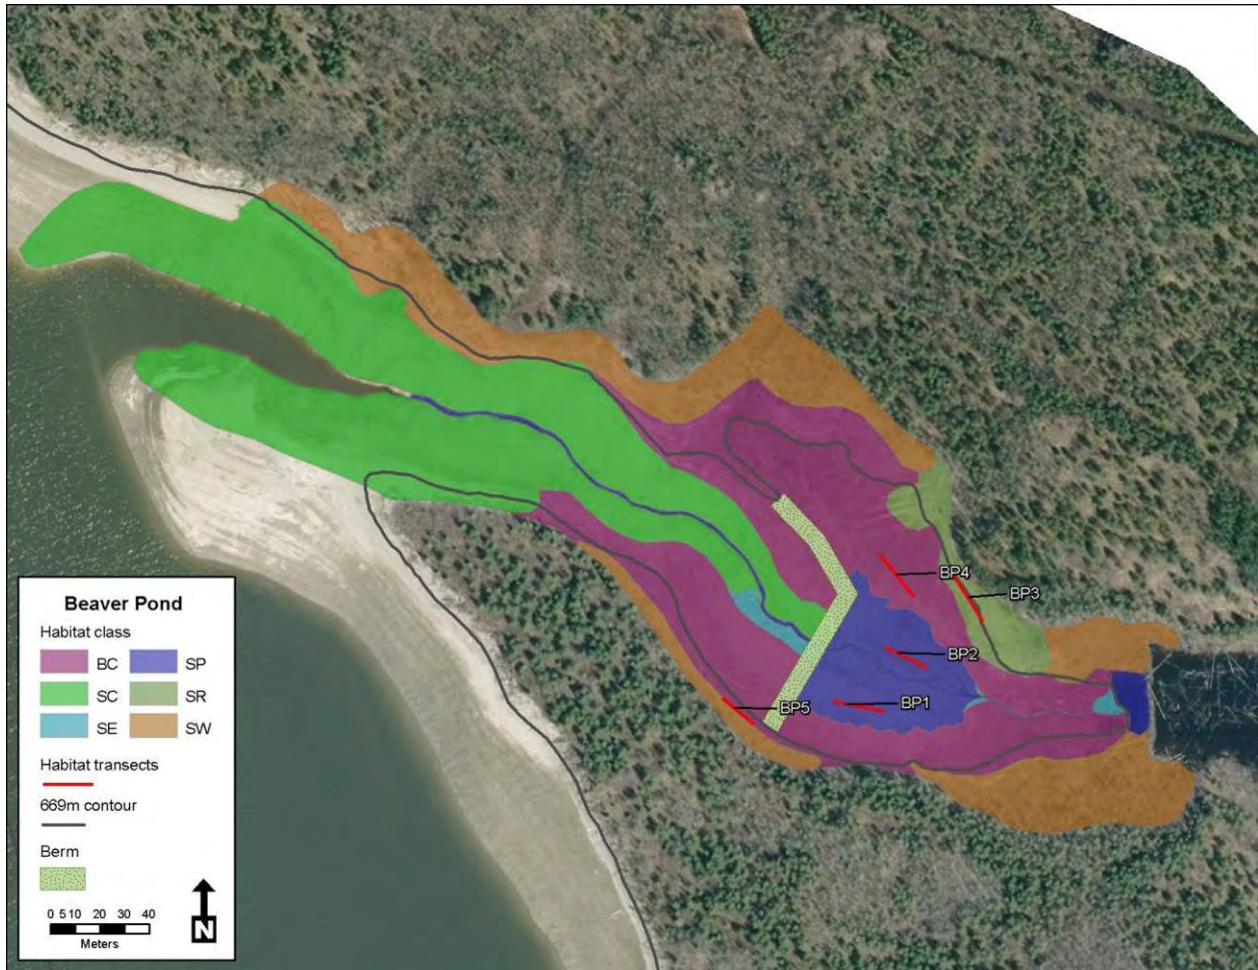 BP4
BP3
BP2
BP1
BP5
Beaver Pond
Habitat class
BC SP
SC SR
SE SW
Habitat transects
669m contour
Berm
0 5 10 20 30 40
Meters
N